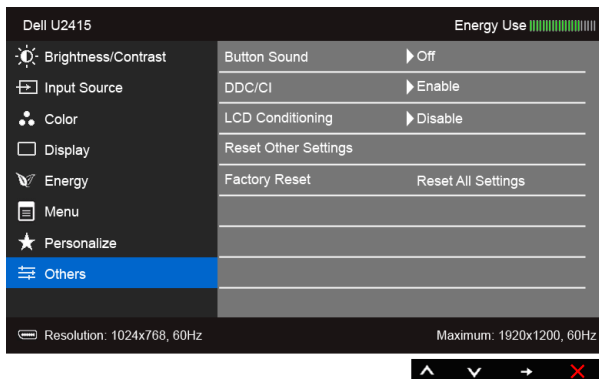 Dell U2415 Energy Use
Brightness/Contrast Button Sound Off
Input Source DDC/CI Enable
Color LCD Conditioning Disable
Display Reset Other Settings
Energy Factory Reset Reset All Settings
Menu
Personalize
Others
Resolution: 1024x768, 60Hz Maximum: 1920x1200, 60Hz